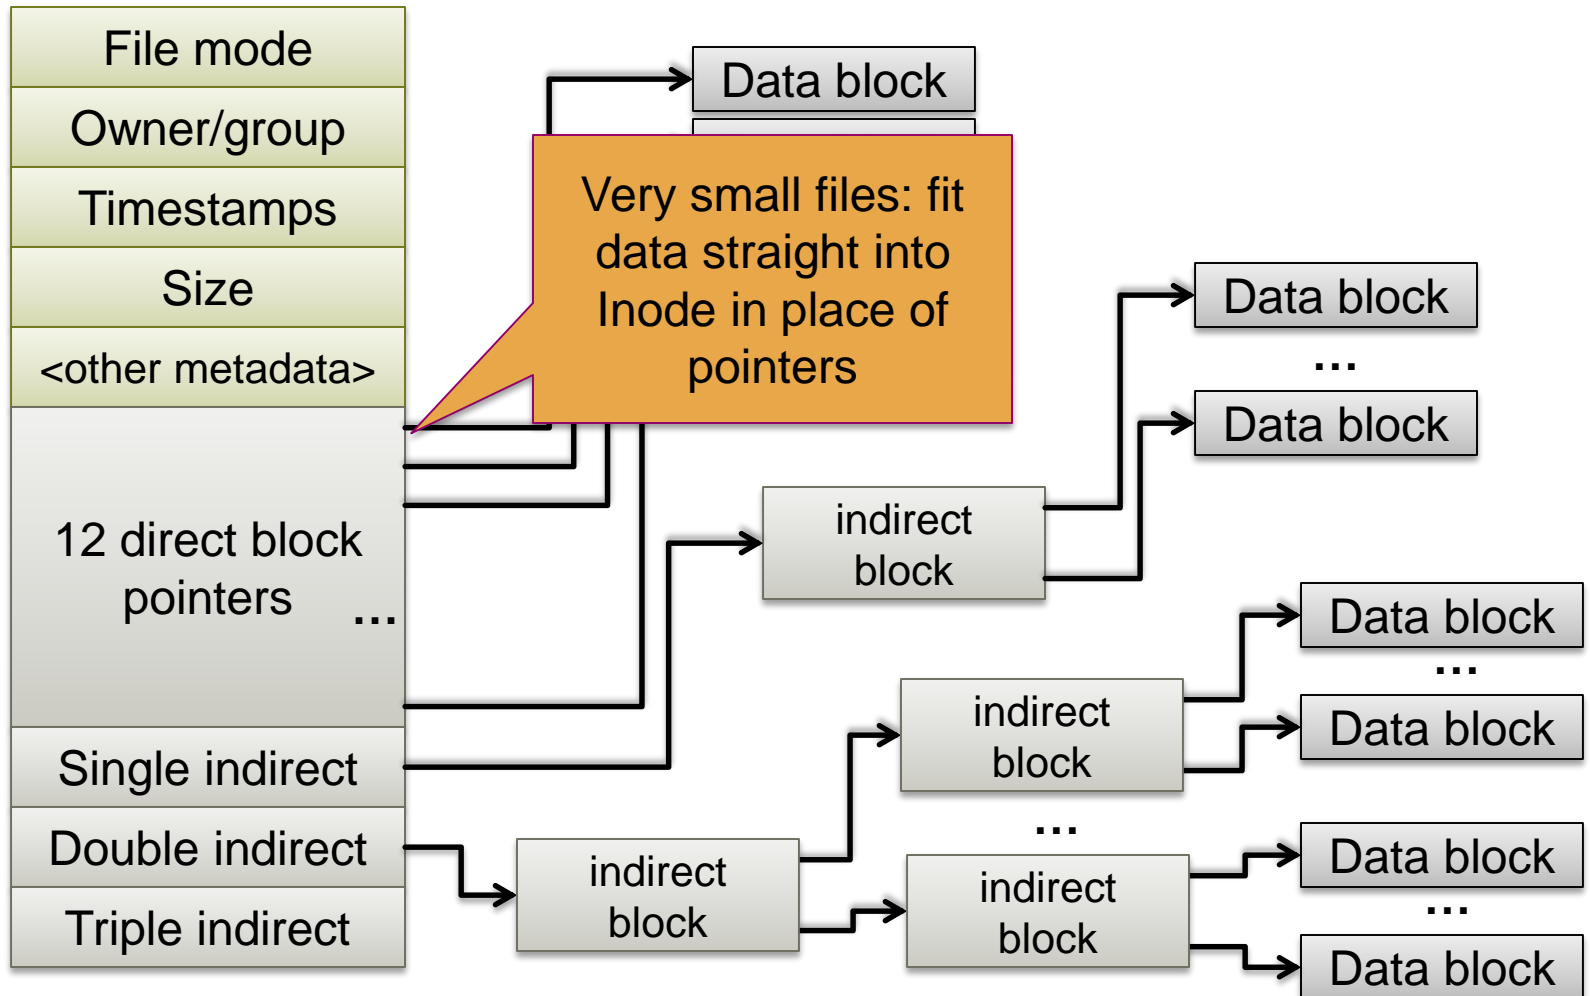 File mode
Owner/group
Timestamps
Size
<other metadata>
12 direct block
pointers ...
Single indirect
Double indirect
Triple indirect
Data block
Very small files: fit
data straight into
Inode in place of
pointers
Data block
...
Data block
indirect
block
Data block
...
Data block
indirect
block
...
indirect
block
indirect
block
Data block
...
Data block